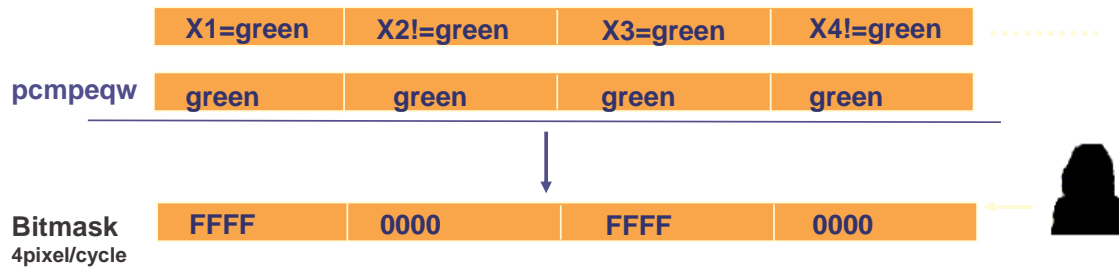 X1=green X2!=green X3=green X4!=green ..........
pcmpeqw green green green green
Bitmask FFFF 0000 FFFF 0000
4pixel/cycle